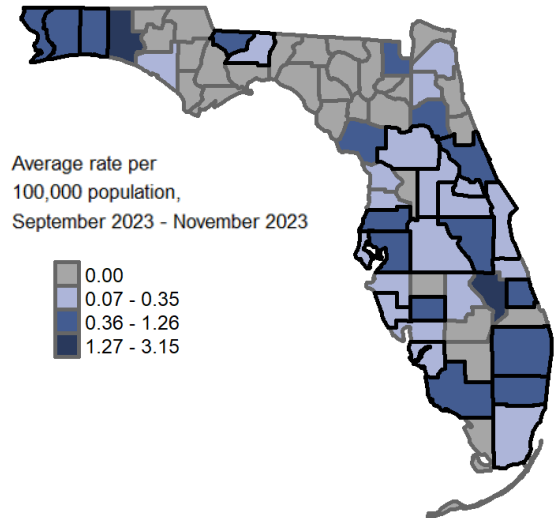 Average rate per
100,000 population,
September 2023 - November 2023
0.00
0.07 - 0.35
0.36 - 1.26
1.27 - 3.15